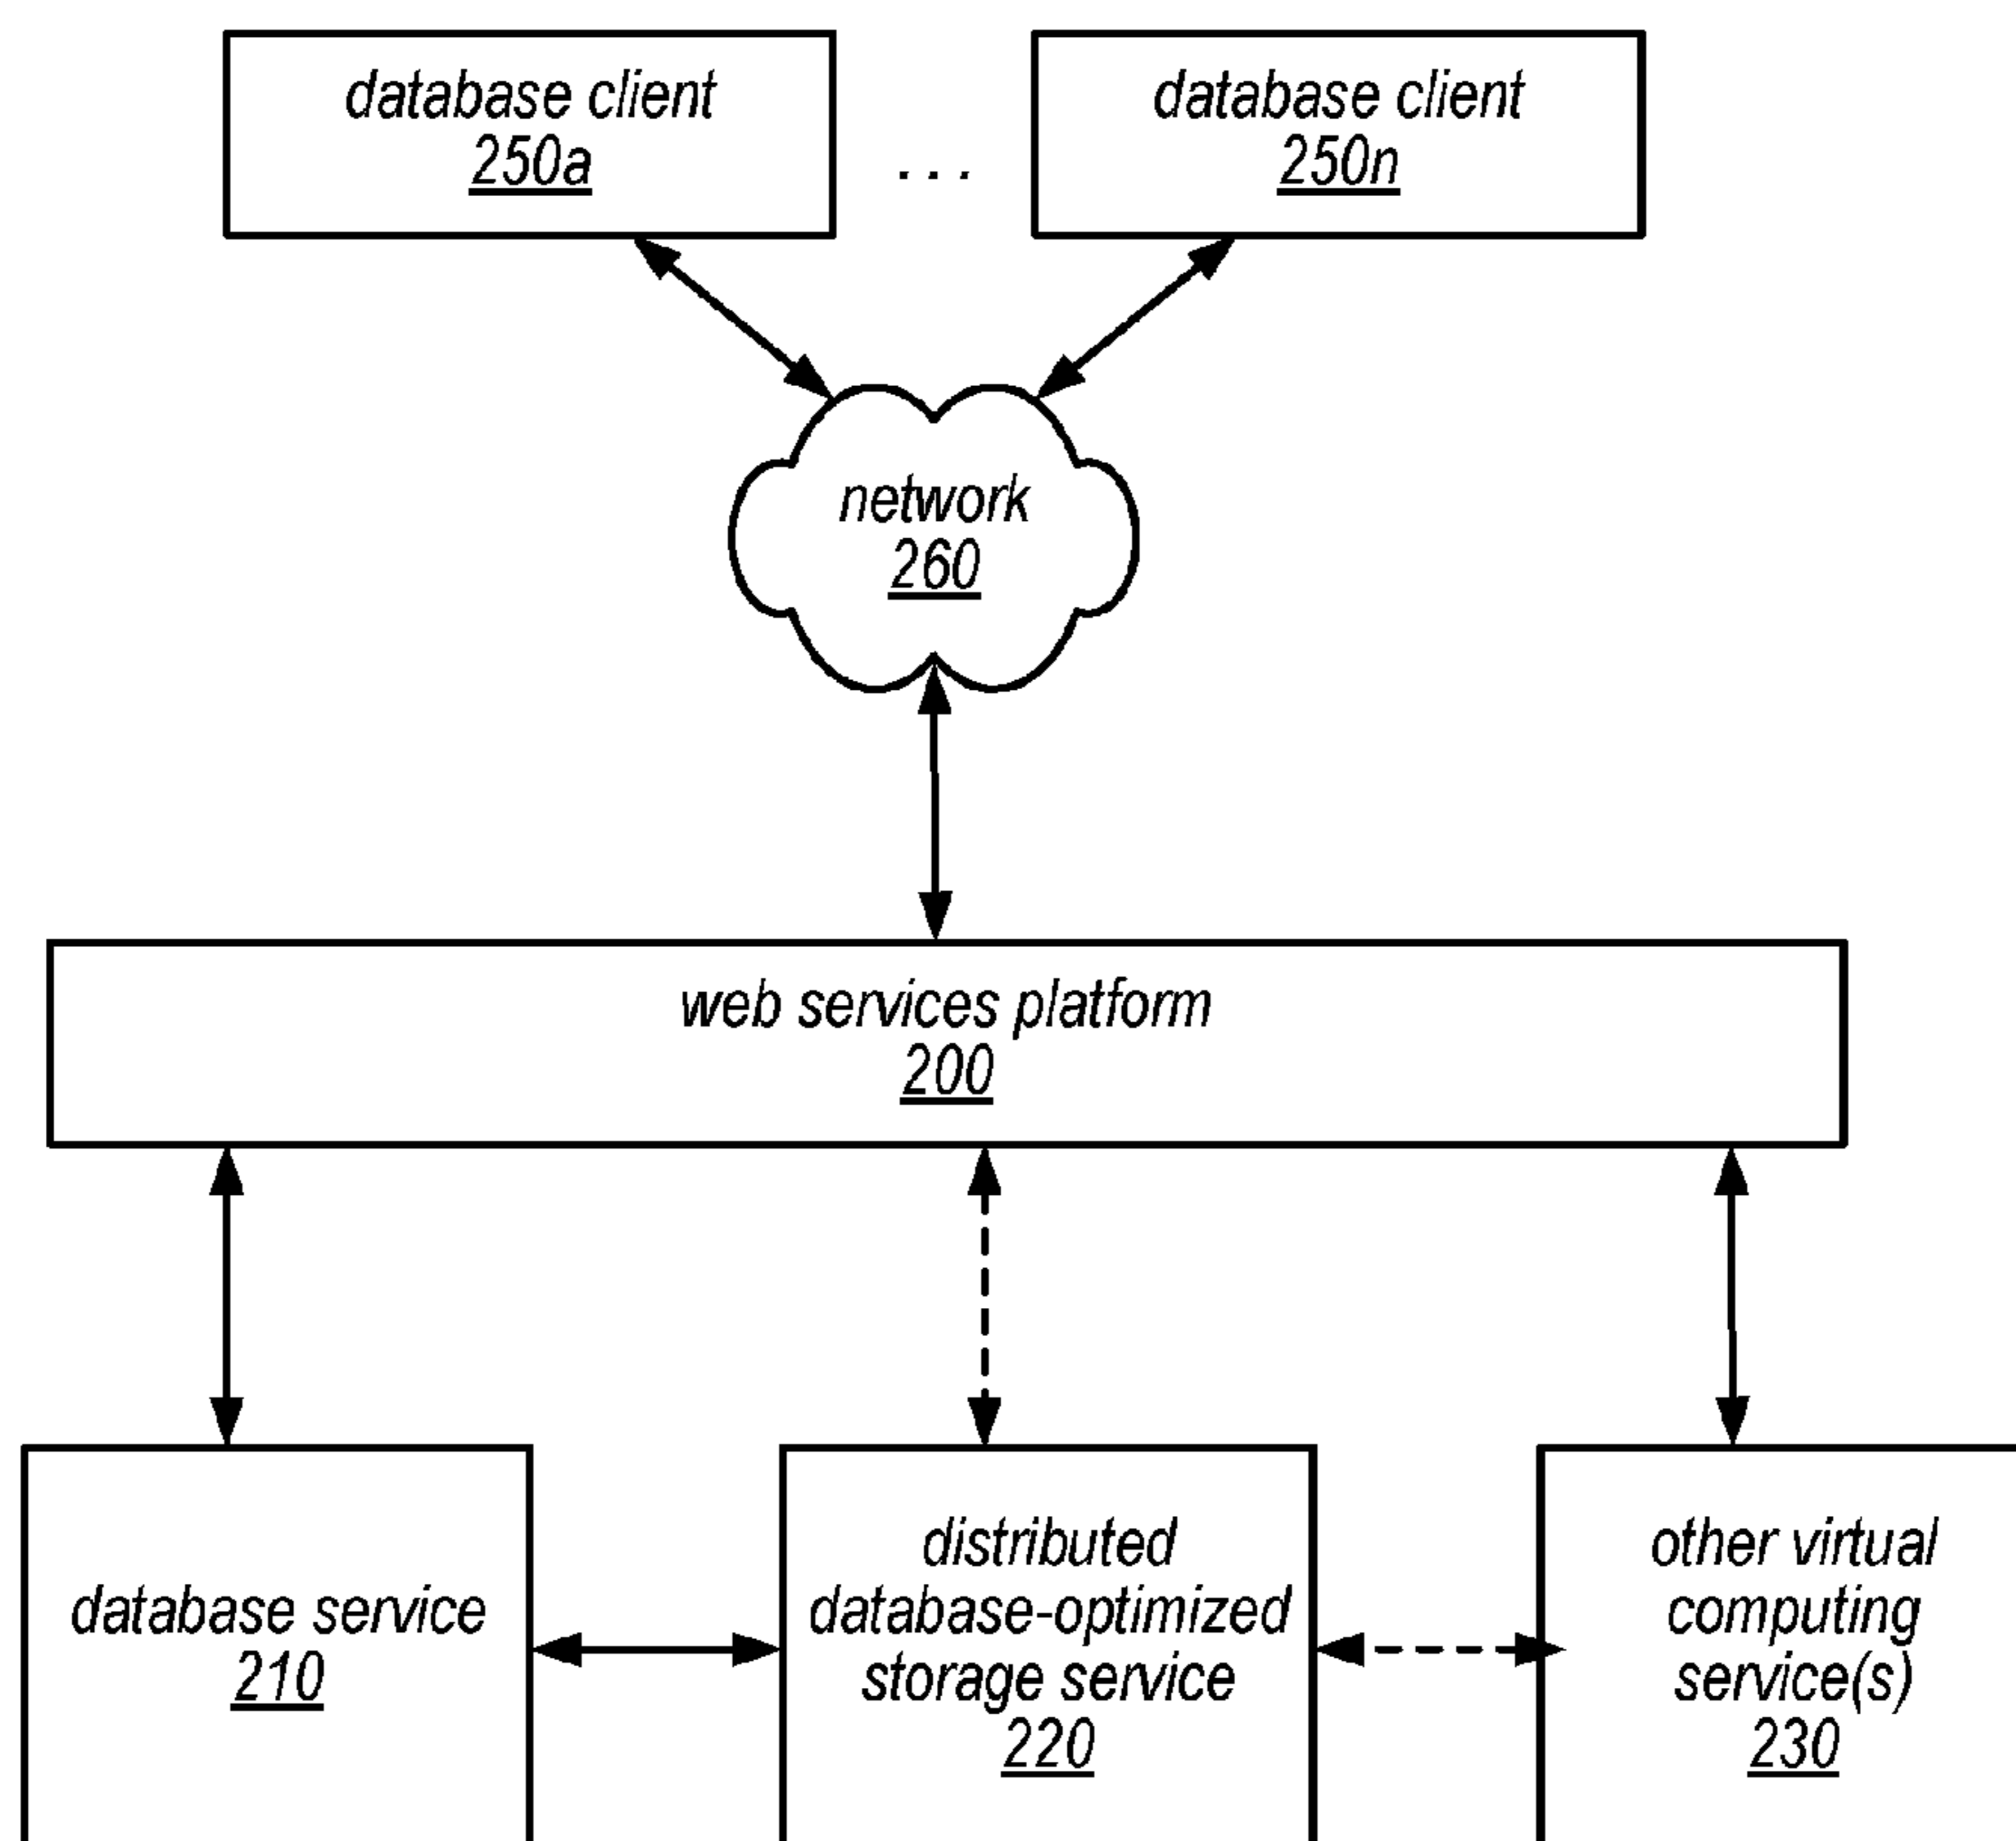 database client
250a
. . .
database client
250n
network
260
web services platform
200
database service
210
distributed
database-optimized
storage service
220
other virtual
computing
service(s)
230